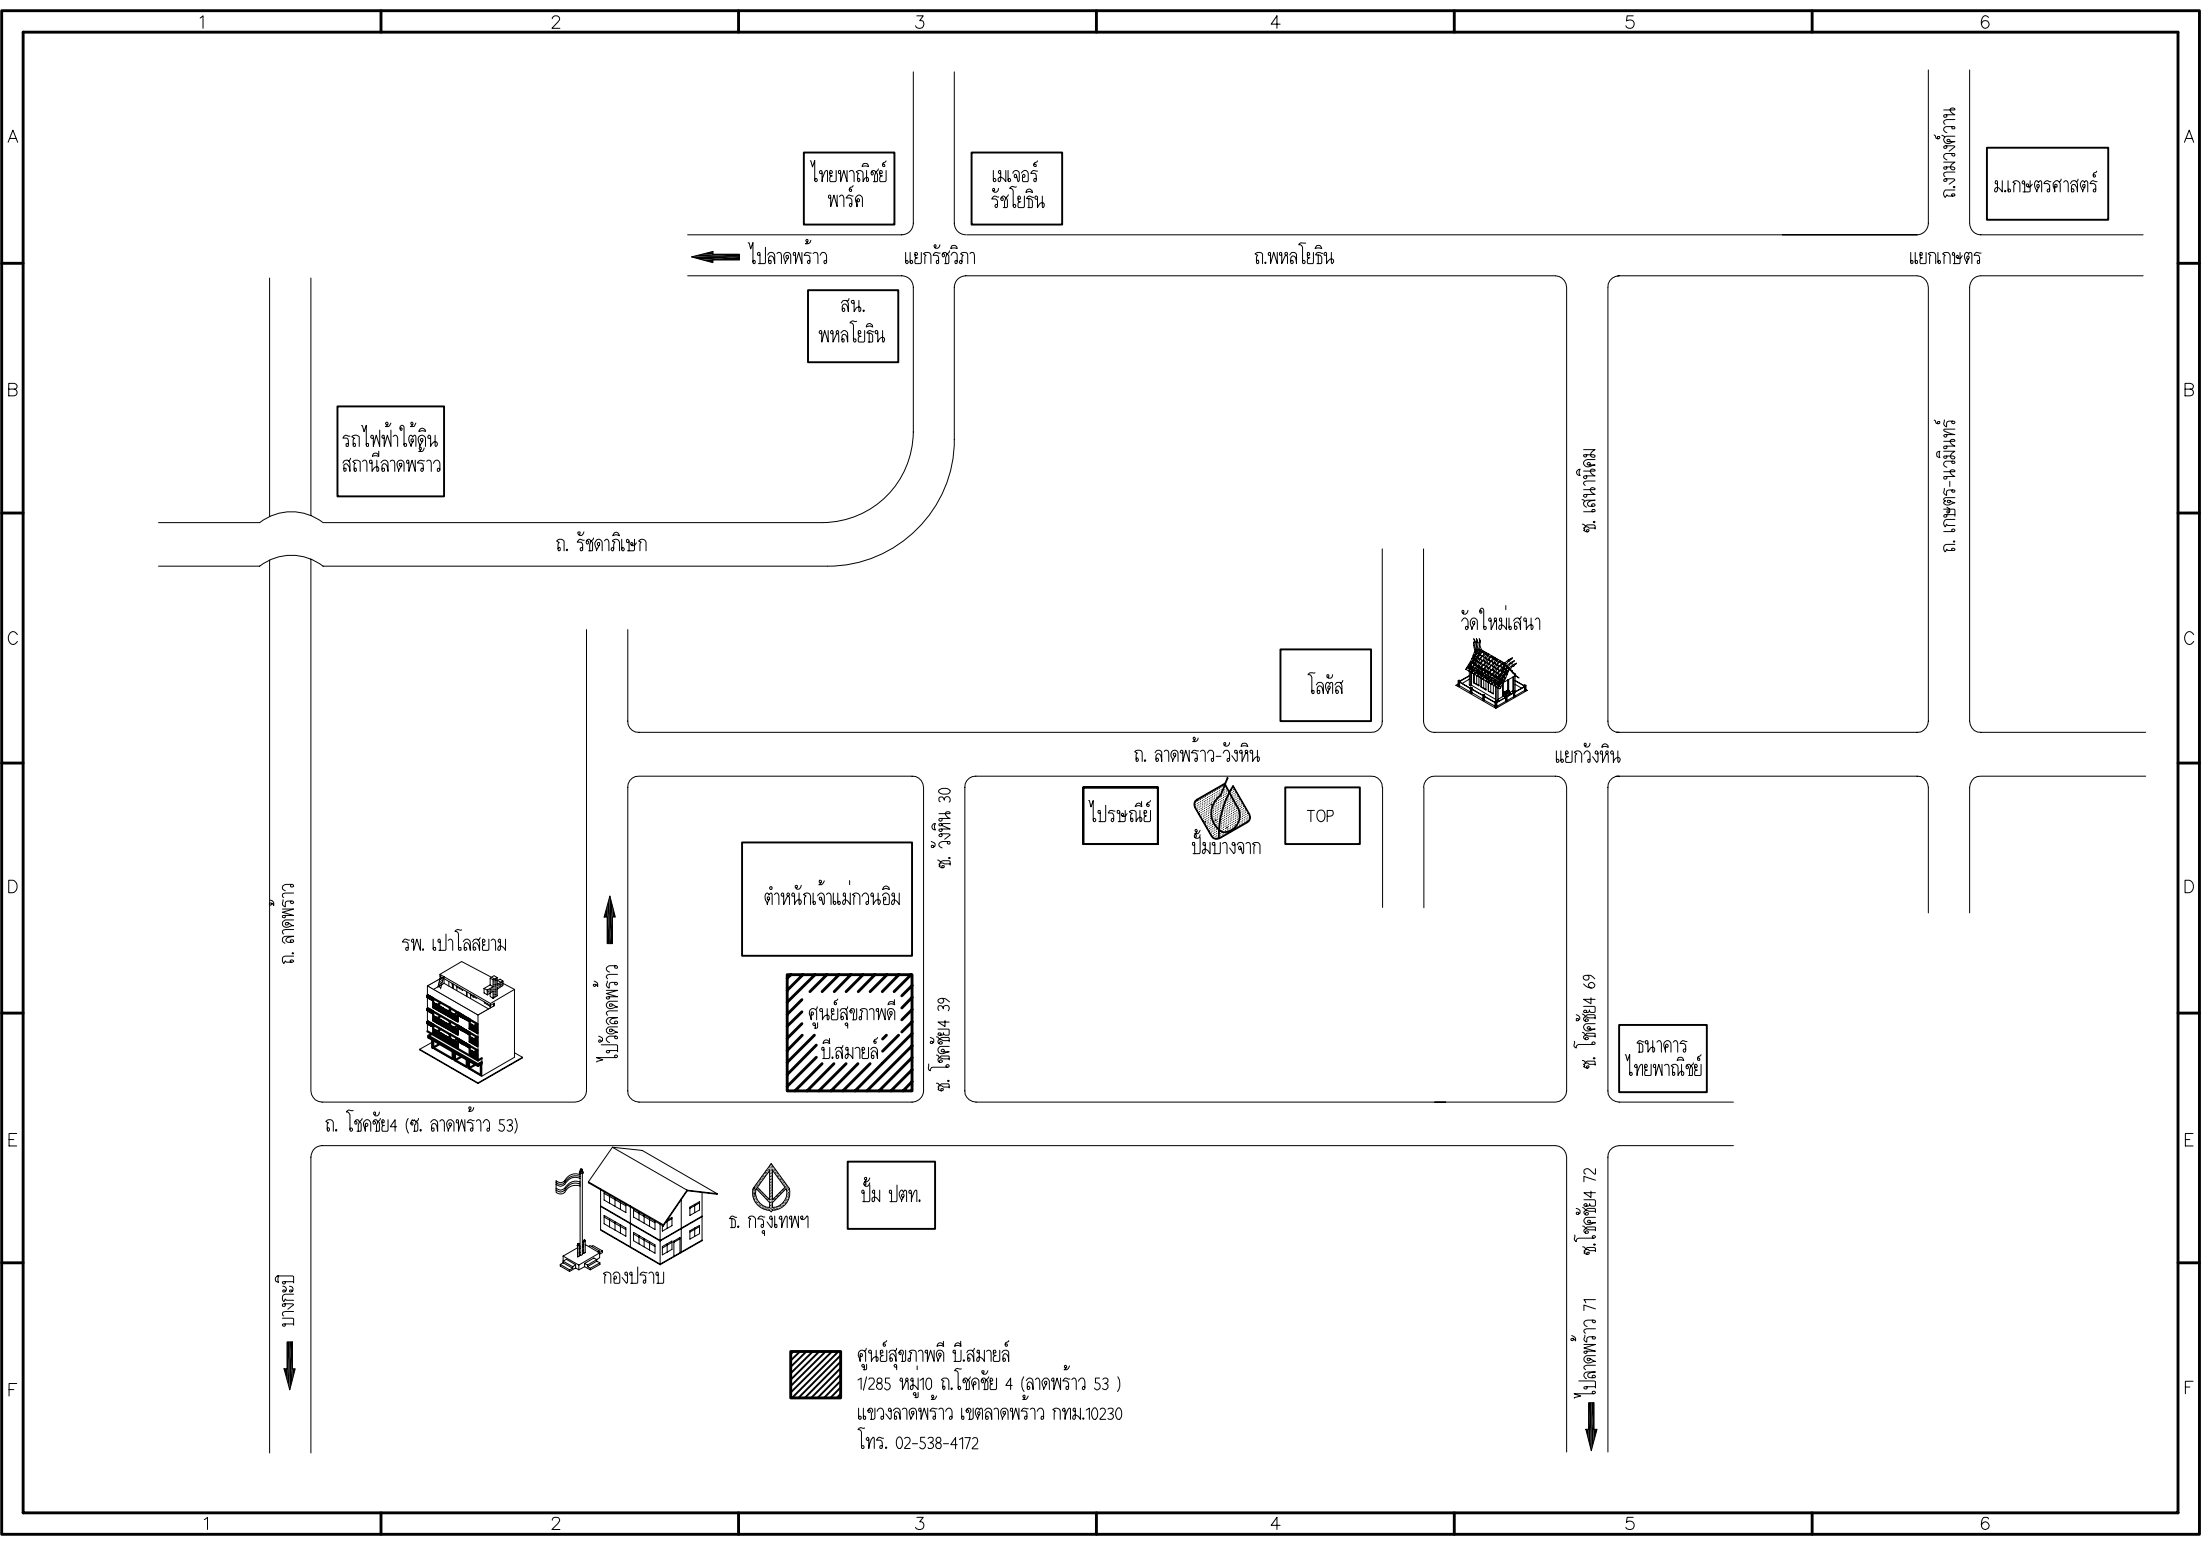 1 2 3 4 5 6
A A
ถ.งามวงศ์วาน
ไทยพาณิชย์
พาร์ค
เมเจอร์
รัชโยธิน
ม.เกษตรศาสตร์
ไปลาดพร้าว
แยกรัชวิภา
ถ.พหลโยธิน
แยกเกษตร
สน.
พหลโยธิน
B B
รถไฟฟ้าใต้ดิน
สถานีลาดพร้าว
ซ. เสนานิคม
ถ. เกษตร-นวมินทร์
ถ. รัชดาภิเษก
C C
วัดใหม่เสนา
โลตัส
ถ. ลาดพร้าว-วังหิน
แยกวังหิน
ซ. วังหิน 30
ไปรษณีย์
ปั้มบางจาก
TOP
D D
ตำหนักเจ้าแม่กวนอิม
ถ. ลาดพร้าว
รพ. เปาโลสยาม
ไปวัดลาดพร้าว
ศูนย์สุขภาพดี
บี.สมายล์
ซ. โชคชัย4 39
ซ. โชคชัย4 69
ธนาคาร
ไทยพาณิชย์
ถ. โชคชัย4 (ซ. ลาดพร้าว 53)
E E
ซ.โชคชัย4 72
ธ. กรุงเทพฯ
ปั้ม ปตท.
กองปราบ
บางกะปิ
ไปลาดพร้าว 71
F F
ศูนย์สุขภาพดี บี.สมายล์
1/285 หมู่10 ถ.โชคชัย 4 (ลาดพร้าว 53 )
แขวงลาดพร้าว เขตลาดพร้าว กทม.10230
โทร. 02-538-4172
1 2 3 4 5 6